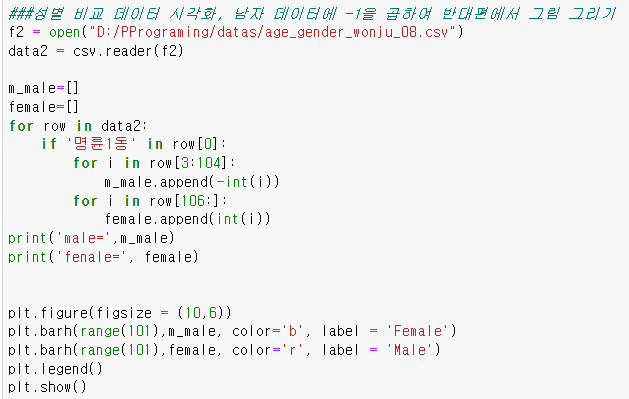 ###성별 비교 데이터 시각화, 남자 데이터에 -1을 곱하여 반대편에서 그림 그리기
f2 = open("D:/PPrograming/datas/age_gender_wonju_08.csv")
data2 = csv.reader(f2)
m_male=[]
female=[]
for row in data2:
    if '명륜1동' in row[0]:
        for i in row[3:104]:
            m_male.append(-int(i))
        for i in row[106:]:
            female.append(int(i))
print('male=',m_male)
print('fenale=', female)
plt.figure(figsize = (10,6))
plt.barh(range(101),m_male, color='b', label = 'Female')
plt.barh(range(101),female, color='r', label = 'Male')
plt.legend()
plt.show()